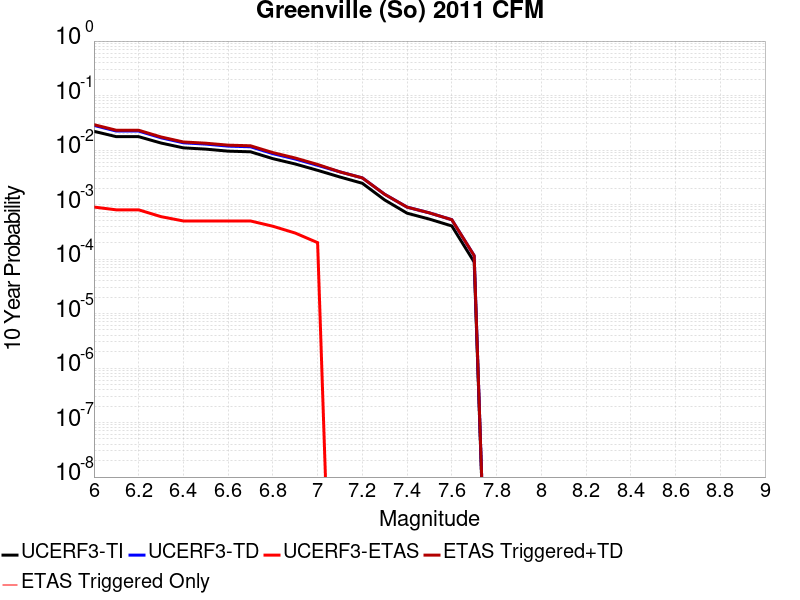 Greenville (So) 2011 CFM
10^0
10^-1
10^-2
10^-3
10^-4
10^-5
10^-6
10^-7
10^-8
10 Year Probability
6 6.2 6.4 6.6 6.8 7 7.2 7.4 7.6 7.8 8 8.2 8.4 8.6 8.8 9
Magnitude
UCERF3-TI UCERF3-TD UCERF3-ETAS ETAS Triggered+TD
ETAS Triggered Only